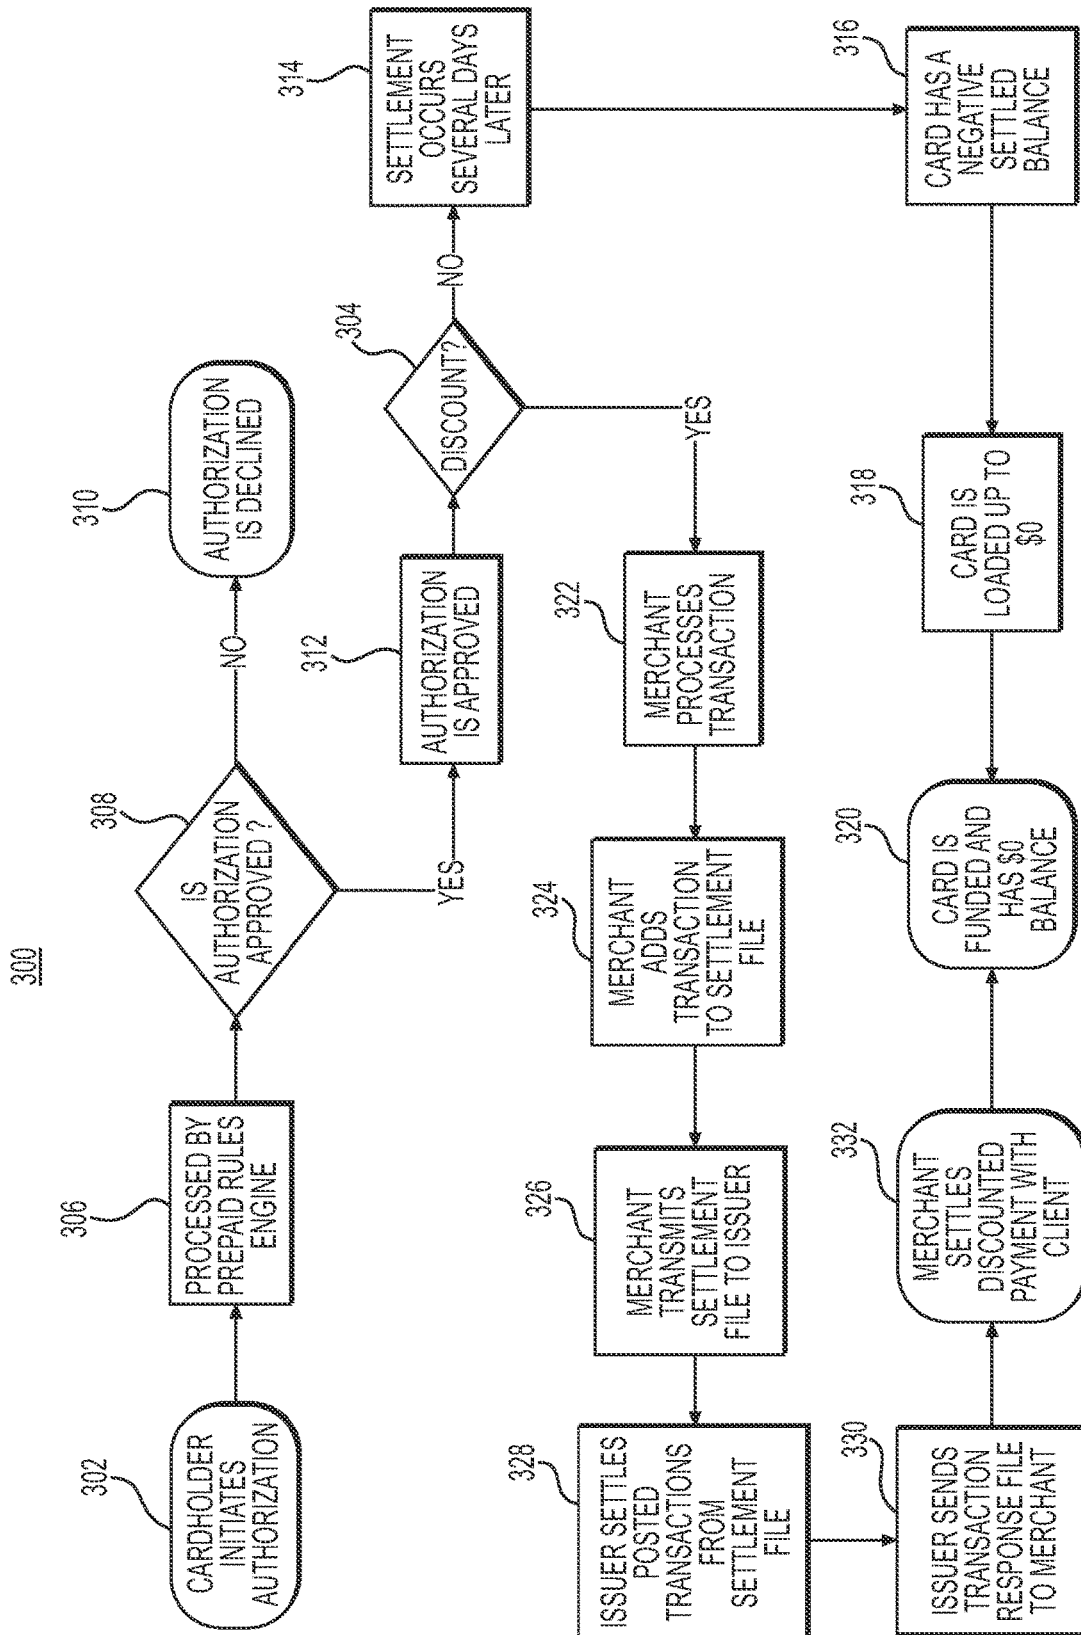 300
302
CARDHOLDER
INITIATES
AUTHORIZATION
306
PROCESSED BY
PREPAID RULES
ENGINE
308
IS
AUTHORIZATION
APPROVED ?
NO
310
AUTHORIZATION
IS DECLINED
YES
312
AUTHORIZATION
IS APPROVED
304
DISCOUNT?
NO
314
SETTLEMENT
OCCURS
SEVERAL DAYS
LATER
YES
322
MERCHANT
PROCESSES
TRANSACTION
324
MERCHANT
ADDS
TRANSACTION
TO SETTLEMENT
FILE
326
MERCHANT
TRANSMITS
SETTLEMENT
FILE TO ISSUER
328
ISSUER SETTLES
POSTED
TRANSACTIONS
FROM
SETTLEMENT
FILE
330
ISSUER SENDS
TRANSACTION
RESPONSE FILE
TO MERCHANT
332
MERCHANT
SETTLES
DISCOUNTED
PAYMENT WITH
CLIENT
320
CARD IS
FUNDED AND
HAS $0
BALANCE
318
CARD IS
LOADED UP TO
$0
316
CARD HAS A
NEGATIVE
SETTLED
BALANCE